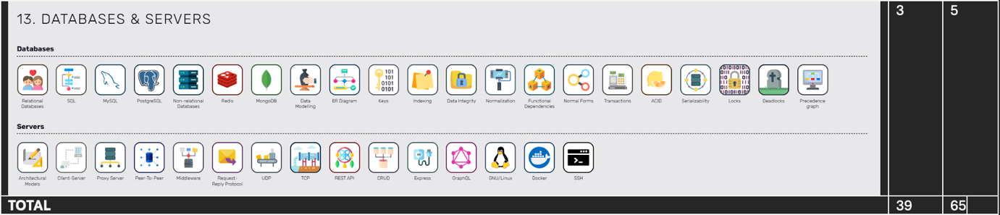 13. DATABASES & SERVERS 3 5
Databases
101
101
0101
0101
Relational Databases SQL MySQL PostgreSQL Non-relational Databases Redis MongoDB Data Modelling ER Diagram Keys Indexing Data Integrity Normalization Functional Dependencies Normal Forms Transactions ACID Serializability Locks Deadlocks Precedence graph
Servers
Architectural Models Client-Server Proxy Server Peer-To-Peer Middleware Request-Reply Protocol UDP TCP REST API CRUD Express GraphQL GNU/Linux Docker SSH
TOTAL 39 65